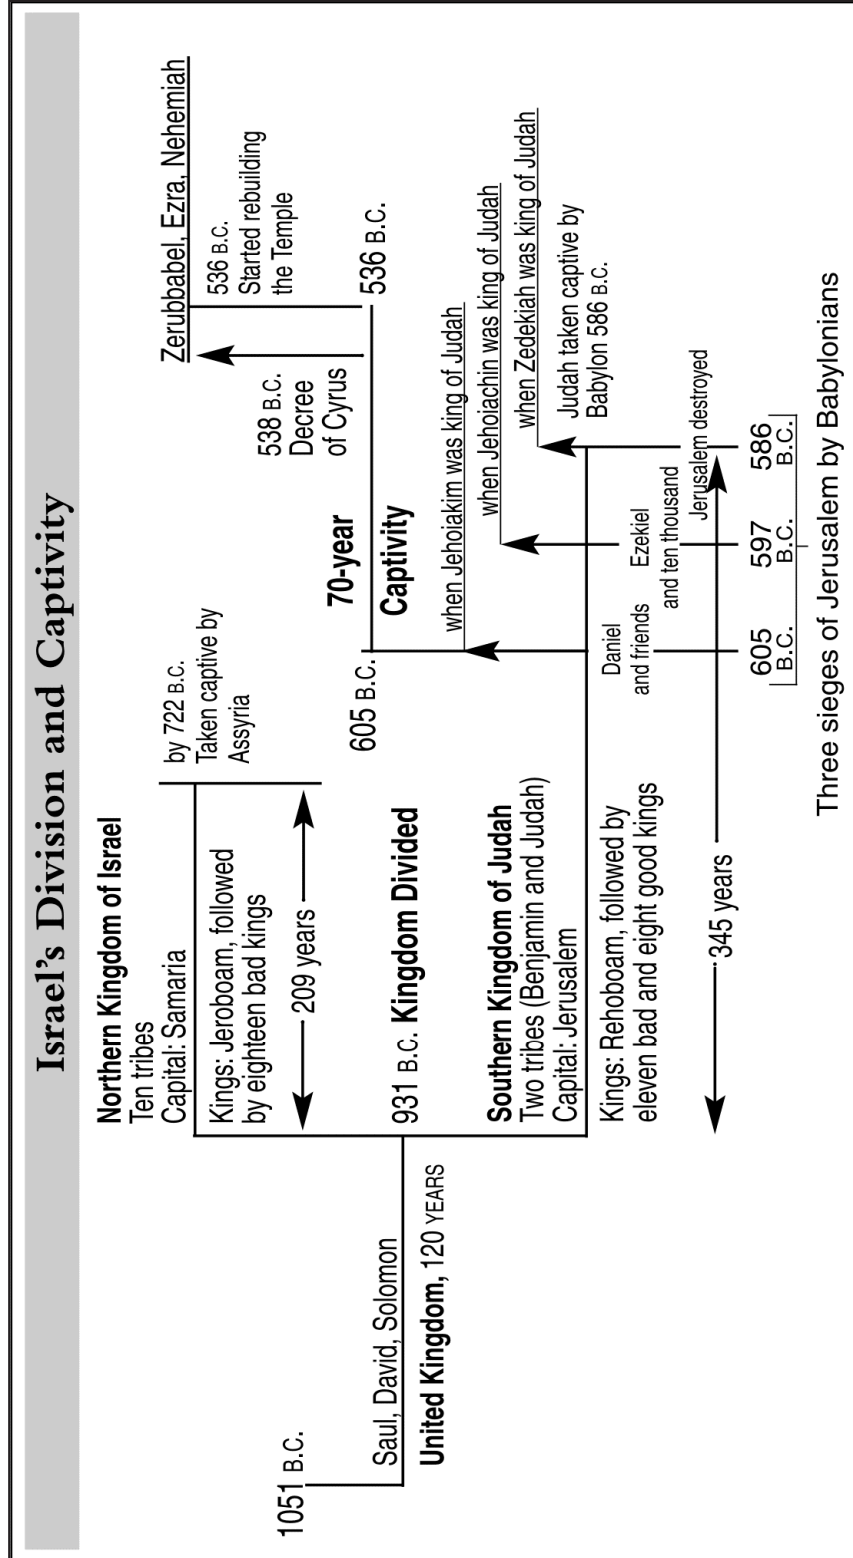 Israel's Division and Captivity
1051 B.C.
Saul, David, Solomon
United Kingdom, 120 YEARS
Northern Kingdom of Israel
Ten tribes
Capital: Samaria
Kings: Jeroboam, followed
by eighteen bad kings
209 years
by 722 B.C.
Taken captive by
Assyria
931 B.C. Kingdom Divided
Southern Kingdom of Judah
Two tribes (Benjamin and Judah)
Capital: Jerusalem
Kings: Rehoboam, followed by
eleven bad and eight good kings
345 years
605 B.C.
70-year
Captivity
538 B.C.
Decree
of Cyrus
Zerubbabel, Ezra, Nehemiah
536 B.C.
Started rebuilding
the Temple
536 B.C.
when Jehoiakim was king of Judah
when Jehoiachin was king of Judah
when Zedekiah was king of Judah
Judah taken captive by
Babylon 586 B.C.
Daniel
and friends
Ezekiel
and ten thousand
Jerusalem destroyed
605
B.C.
597
B.C.
586
B.C.
Three sieges of Jerusalem by Babylonians